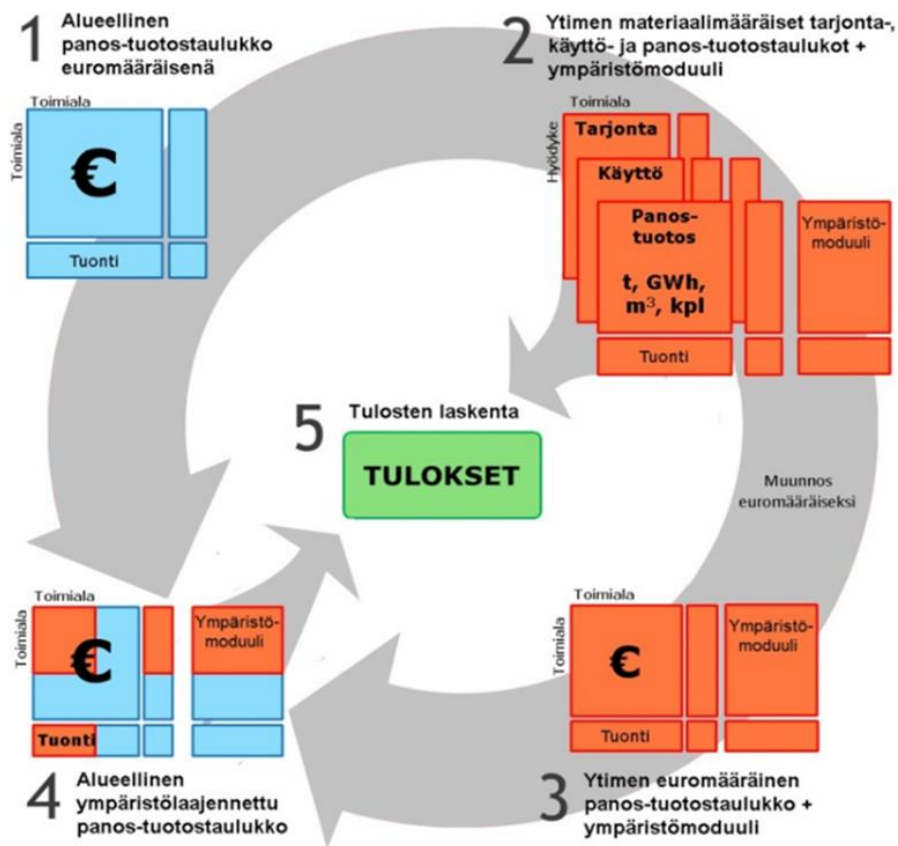 1
Alueellinen
panos-tuotostaulukko
euromääräisenä
Toimiala
Toimiala
€
Tuonti
2
Ytimen materiaalimääräiset tarjonta-,
käyttö- ja panos-tuotostaulukot +
ympäristömoduuli
Toimiala
Hyödyke
Tarjonta
Käyttö
Panos-
tuotos
t, GWh,
m³, kpl
Tuonti
Ympäristö-
moduuli
5
Tulosten laskenta
TULOKSET
Muunnos
euromääräiseksi
Toimiala
Toimiala
€
Tuonti
Ympäristö-
moduuli
4
Alueellinen
ympäristölaajennettu
panos-tuotostaulukko
Toimiala
Toimiala
€
Tuonti
Ympäristö-
moduuli
3
Ytimen euromääräinen
panos-tuotostaulukko +
ympäristömoduuli